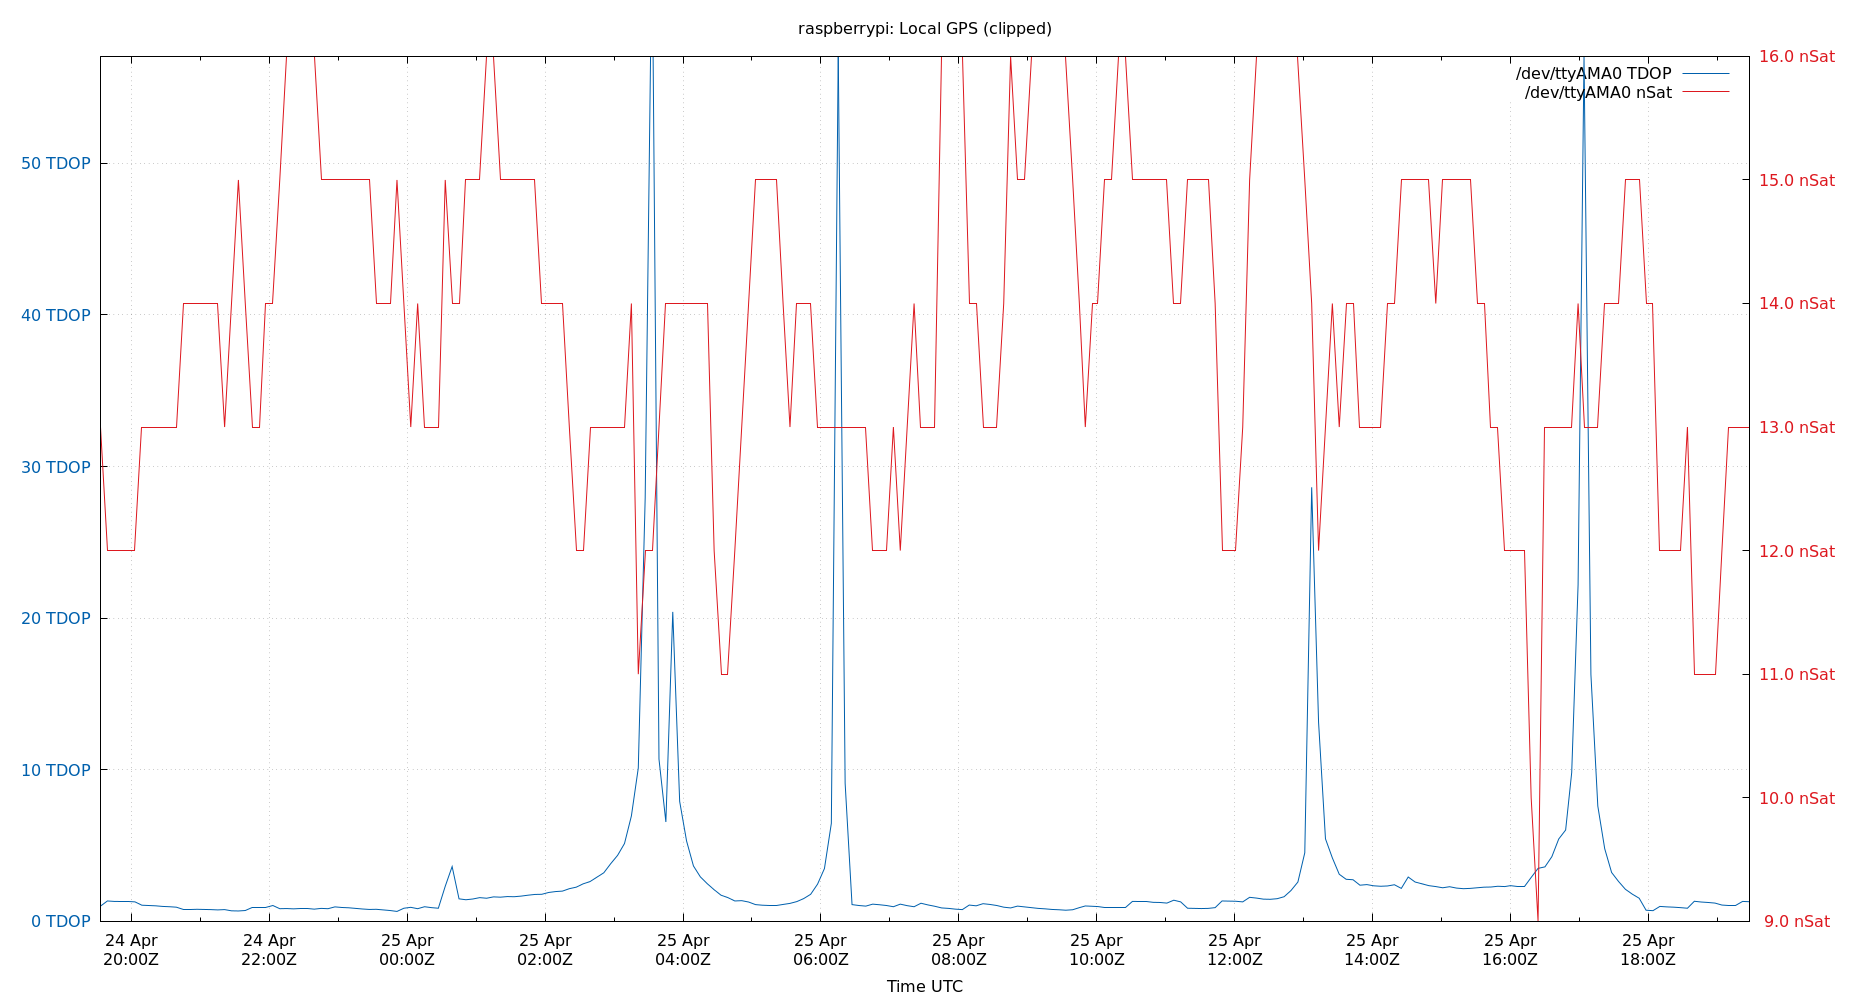 raspberrypi: Local GPS (clipped)
/dev/ttyAMA0 TDOP
/dev/ttyAMA0 nSat
50 TDOP
40 TDOP
30 TDOP
20 TDOP
10 TDOP
0 TDOP
16.0 nSat
15.0 nSat
14.0 nSat
13.0 nSat
12.0 nSat
11.0 nSat
10.0 nSat
9.0 nSat
24 Apr 24 Apr 25 Apr 25 Apr 25 Apr 25 Apr 25 Apr 25 Apr 25 Apr 25 Apr 25 Apr 25 Apr
20:00Z 22:00Z 00:00Z 02:00Z 04:00Z 06:00Z 08:00Z 10:00Z 12:00Z 14:00Z 16:00Z 18:00Z
Time UTC